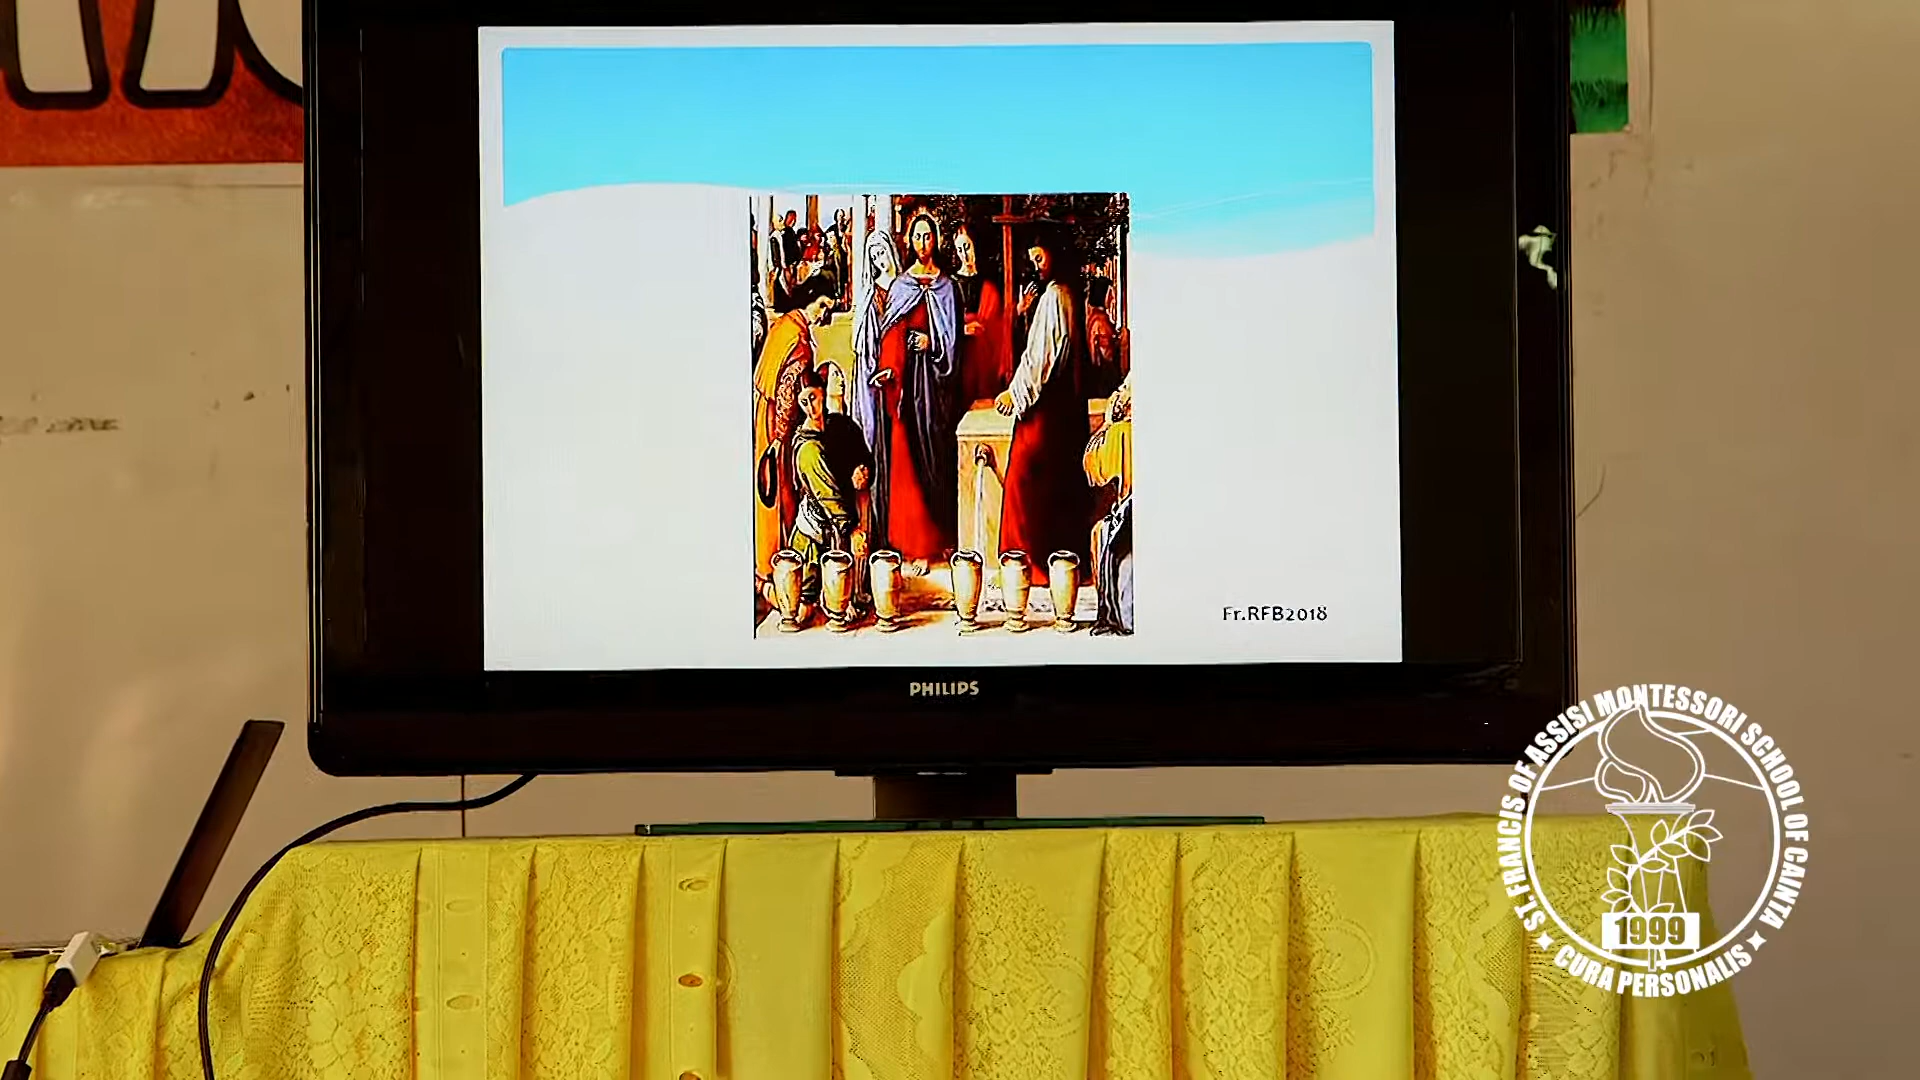 Fr.RFB2018
PHILIPS
ST. FRANCIS OF ASSISI MONTESSORI SCHOOL OF CAINTA
1999
CURA PERSONALIS